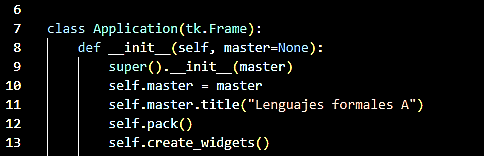 6
7 class Application(tk.Frame):
8     def __init__(self, master=None):
9         super().__init__(master)
10         self.master = master
11         self.master.title("Lenguajes formales A")
12         self.pack()
13         self.create_widgets()